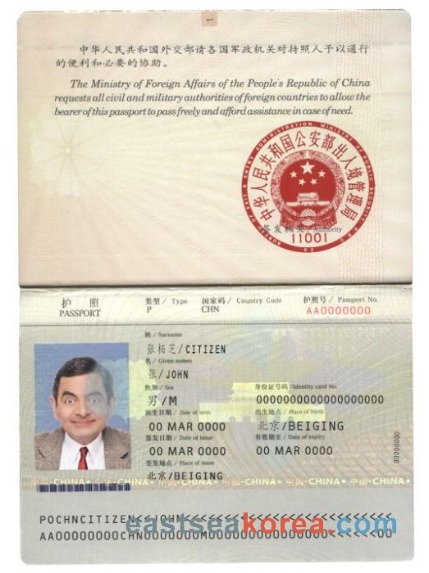 中华人民共和国外交部请各国军政机关对持照人予以通行
的便利和必要的协助。
The Ministry of Foreign Affairs of the People's Republic of China
requests all civil and military authorities of foreign countries to allow the
bearer of this passport to pass freely and afford assistance in case of need.
中华人民共和国公安部出入境管理局
签发机关 / Authority
11001
护照
PASSPORT
类型 / Type
P
国家码 / Country Code
CHN
护照号 / Passport No.
AA0000000
姓 / Surname
张栢芝/CITIZEN
名 / Given names
张/JOHN
性别 / Sex
男/M
身份证号码 / Identity card No.
出生日期 / Date of birth
00 MAR 0000
出生地点 / Place of birth
北京/BEIGING
签发日期 / Date of issue
00 MAR 0000
有效期至 / Date of expiry
00 MAR 0000
签发地点 / Place of issue
北京/BEIGING
00000000
中国·CHINA
POCHNCITIZEN<<JOHN
eastseakorea.com